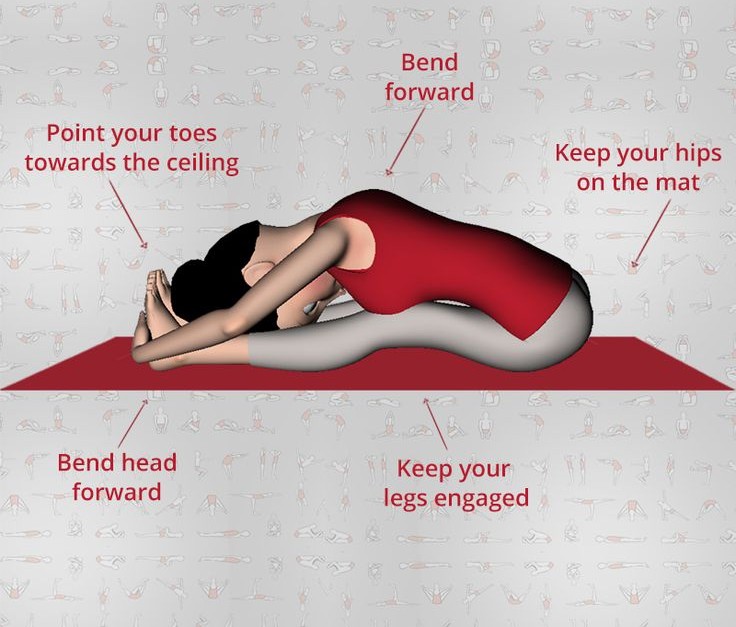 Bend
forward
Point your toes
towards the ceiling
Keep your hips
on the mat
Bend head
forward
Keep your
legs engaged